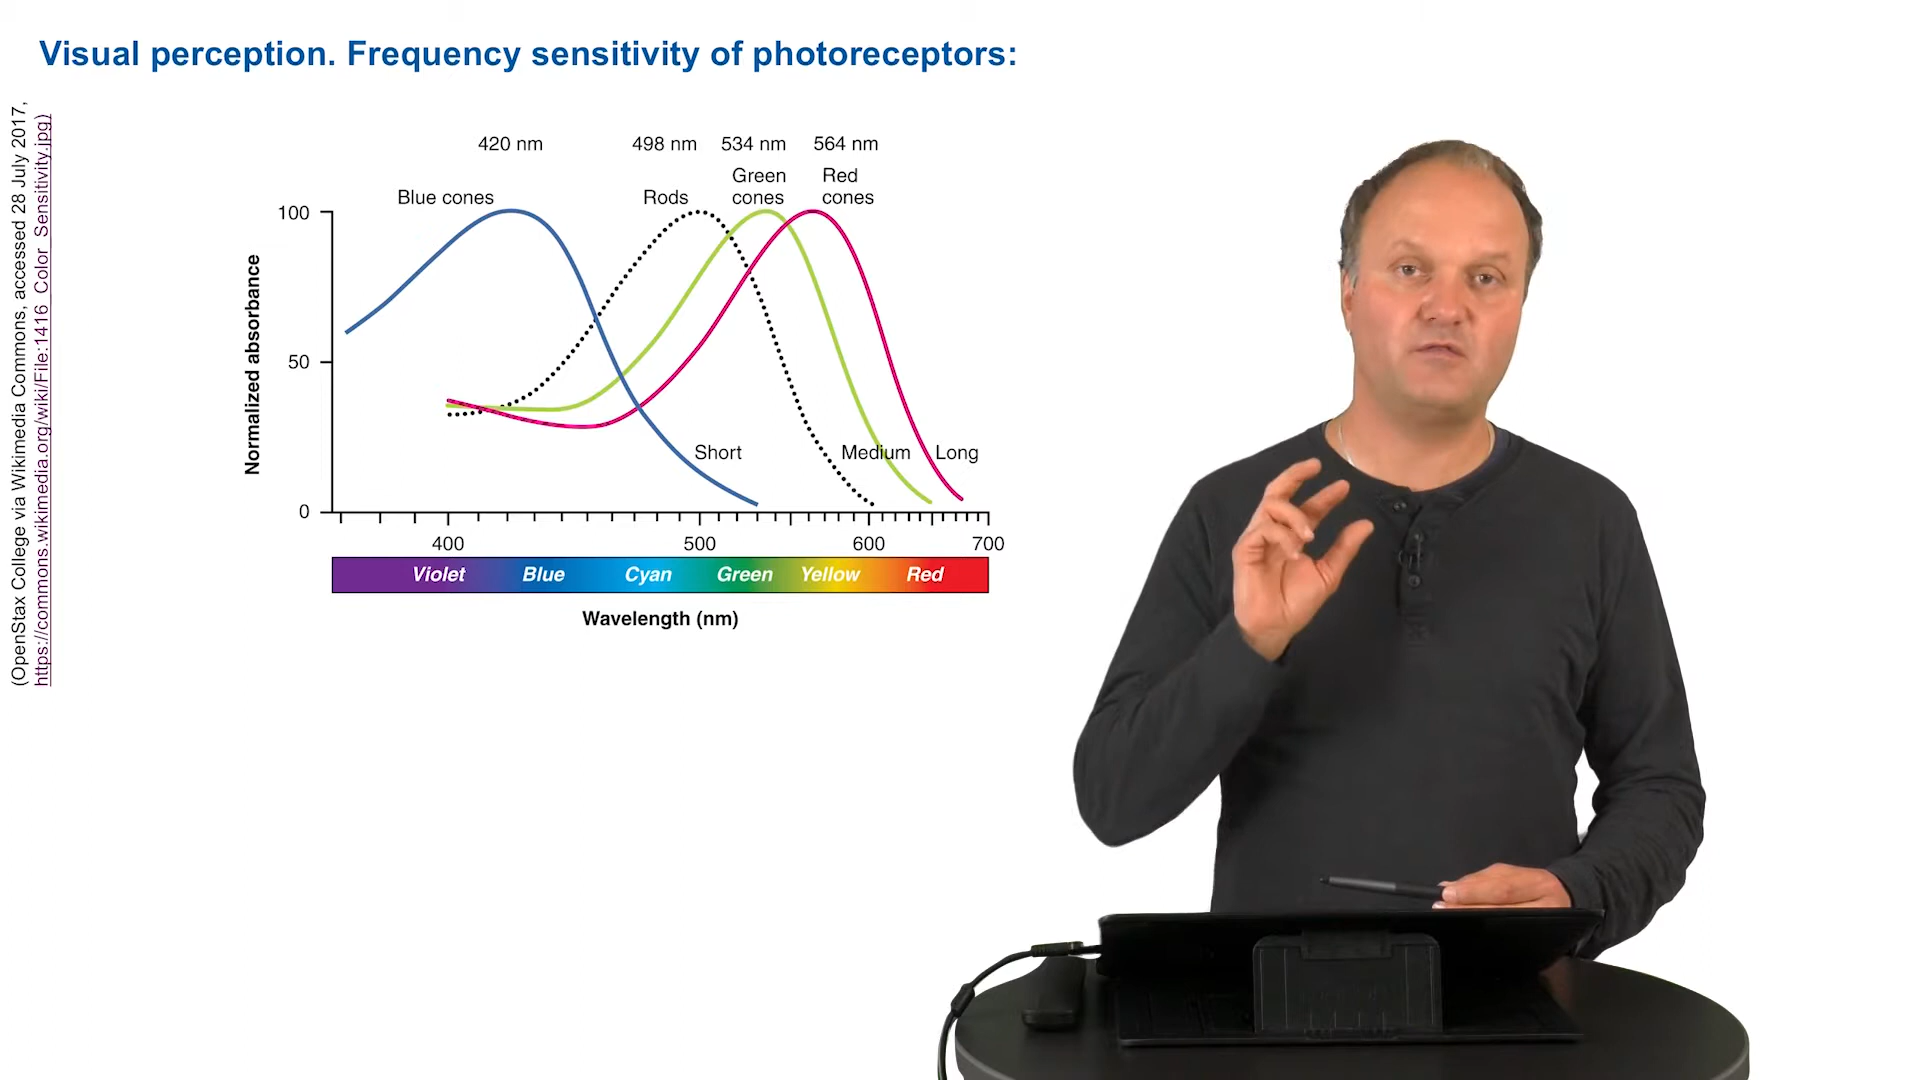 Visual perception. Frequency sensitivity of photoreceptors:
(OpenStax College via Wikimedia Commons, accessed 28 July 2017,
https://commons.wikimedia.org/wiki/File:1416_Color_Sensitivity.jpg)
420 nm
498 nm
534 nm
564 nm
Blue cones
Rods
Green
cones
Red
cones
100
50
0
Normalized absorbance
Short
Medium
Long
400
500
600
700
Violet
Blue
Cyan
Green
Yellow
Red
Wavelength (nm)